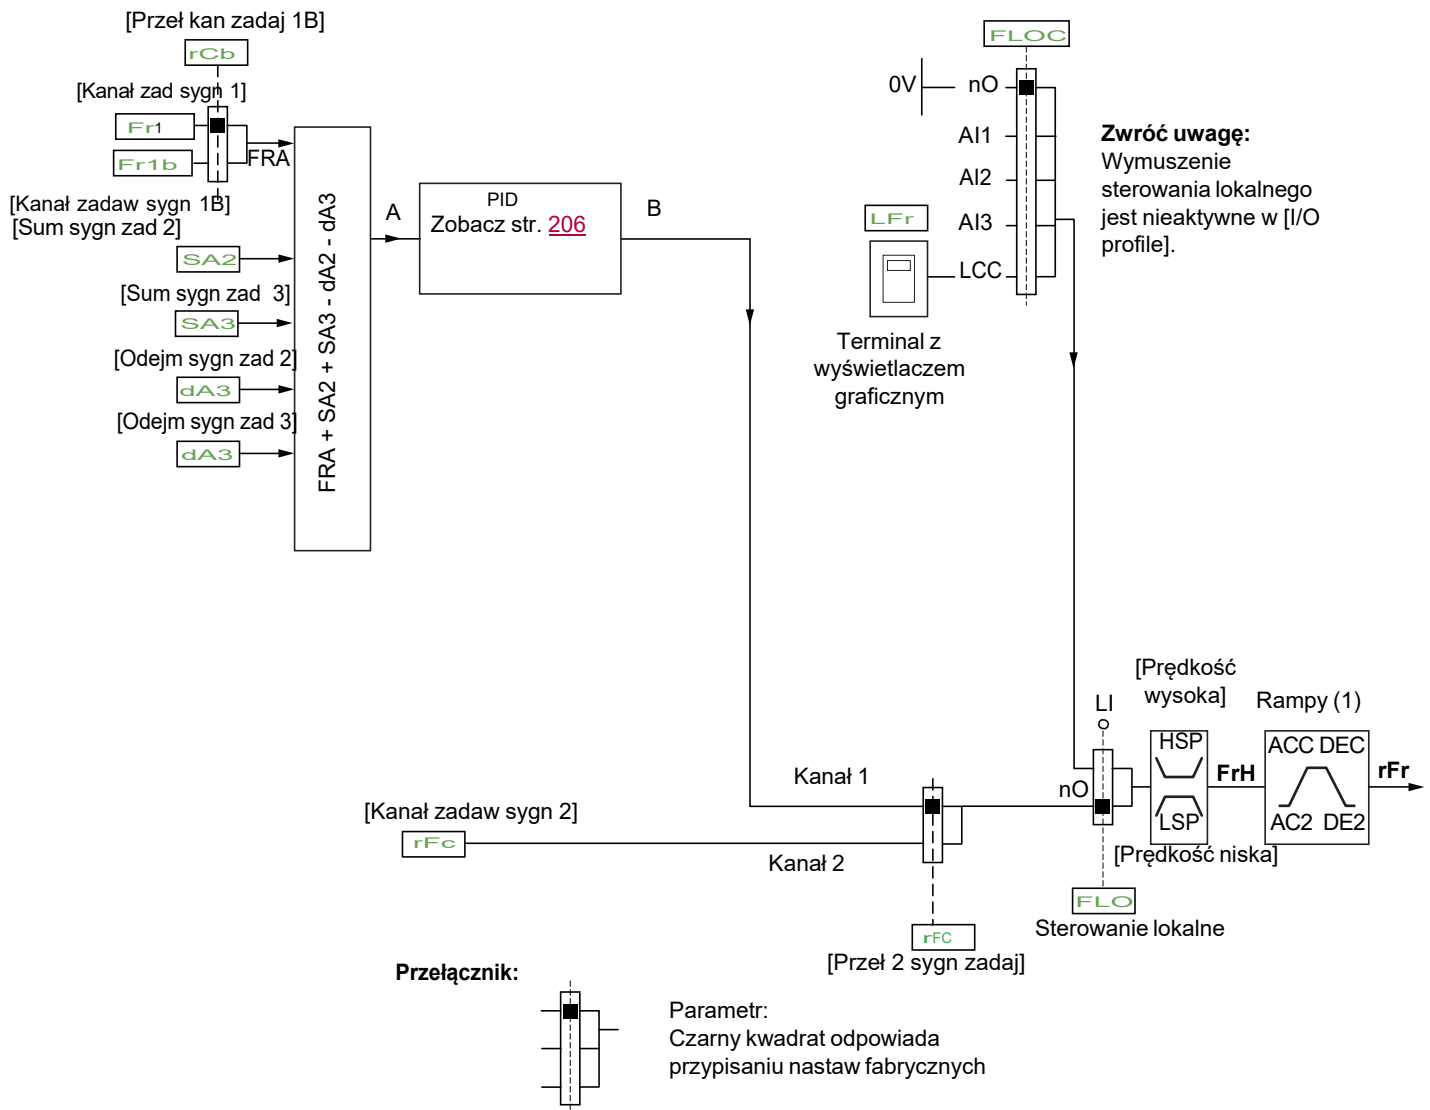 [Przeł kan zadaj 1B]
rCb
[Kanał zad sygn 1]
Fr1
Fr1b
FRA
[Kanał zadaw sygn 1B]
[Sum sygn zad 2]
SA2
[Sum sygn zad 3]
SA3
[Odejm sygn zad 2]
dA3
[Odejm sygn zad 3]
dA3
FRA + SA2 + SA3 - dA2 - dA3
A
PID
Zobacz str. 206
B
FLOC
0V
nO
AI1
AI2
AI3
LFr
LCC
Terminal z
wyświetlaczem
graficznym
Zwróć uwagę:
Wymuszenie
sterowania lokalnego
jest nieaktywne w [I/O
profile].
[Prędkość
wysoka]
Rampy (1)
LI
HSP
ACC DEC
FrH
rFr
nO
LSP
AC2 DE2
[Prędkość niska]
Kanał 1
[Kanał zadaw sygn 2]
rFc
Kanał 2
FLO
Sterowanie lokalne
rFC
[Przeł 2 sygn zadaj]
Przełącznik:
Parametr:
Czarny kwadrat odpowiada
przypisaniu nastaw fabrycznych